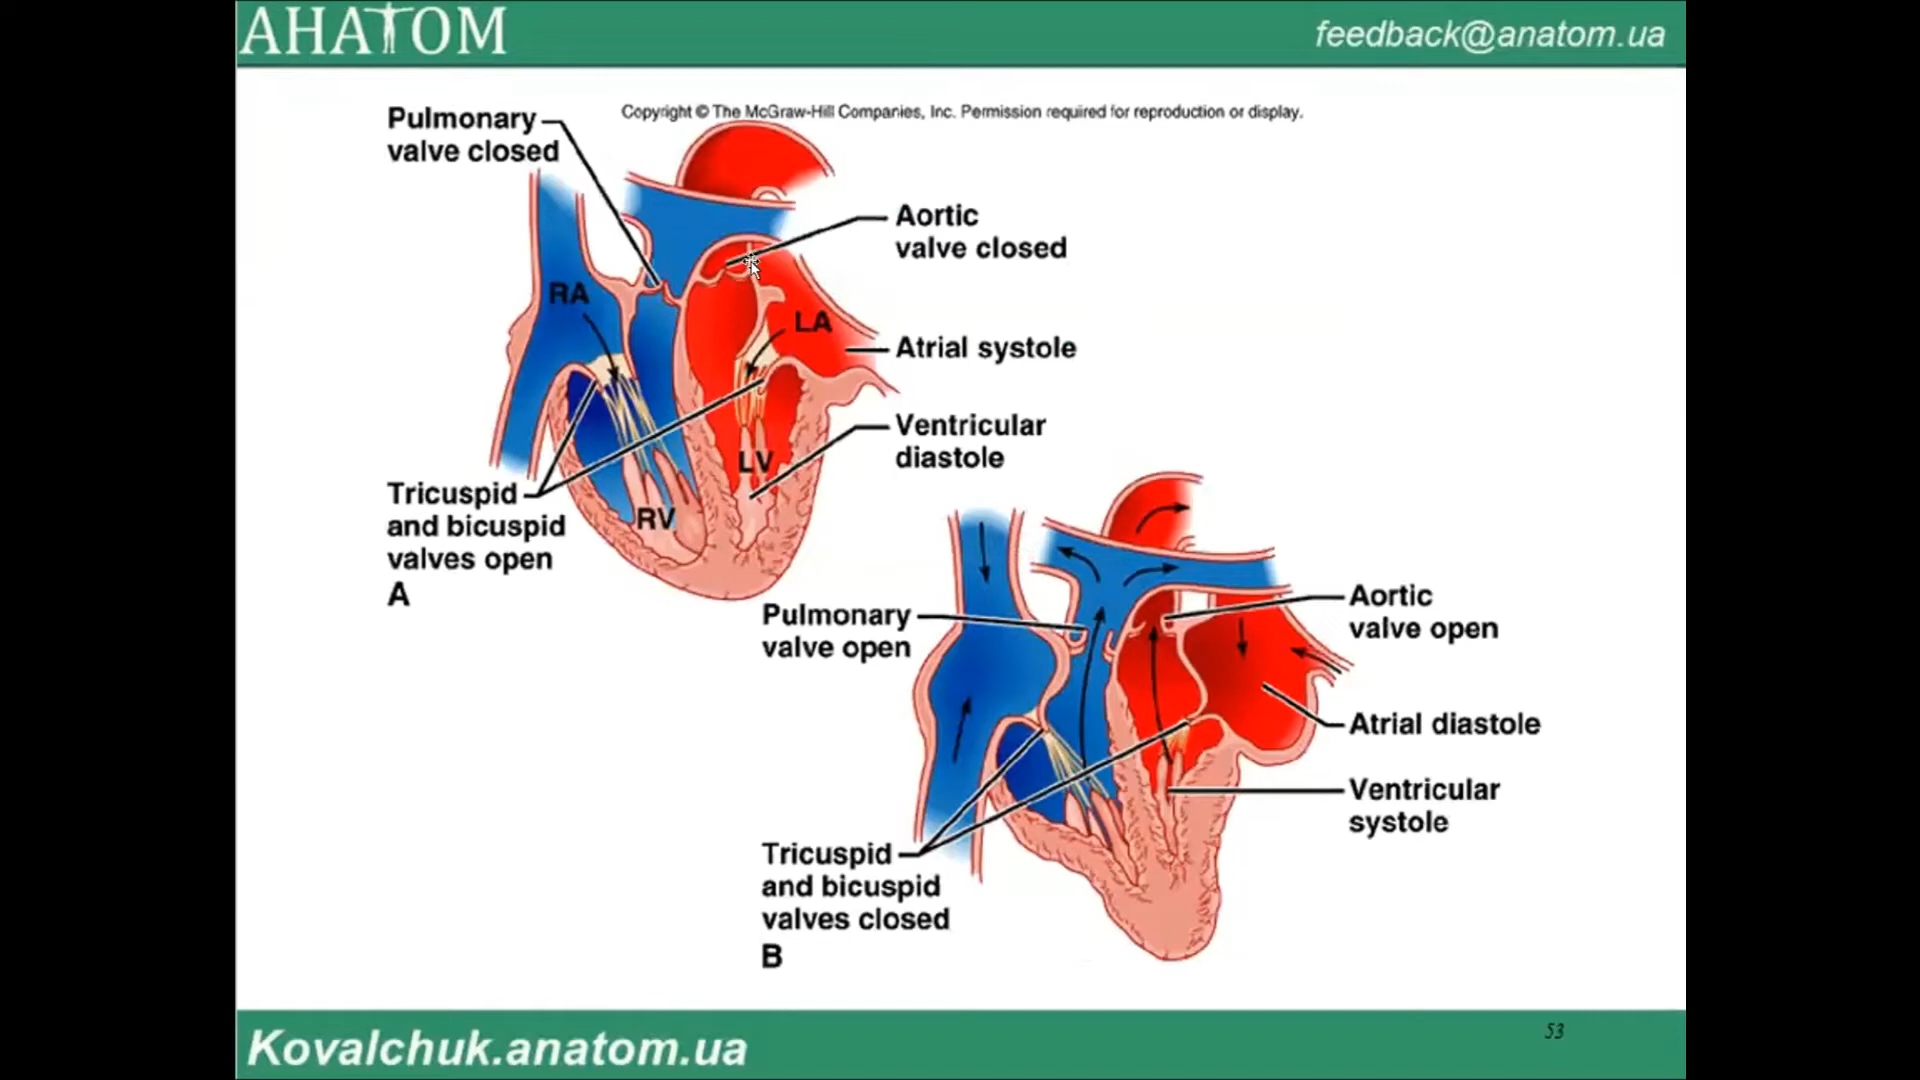 АНАТОМ
feedback@anatom.ua
Copyright © The McGraw-Hill Companies, Inc. Permission required for reproduction or display.
Pulmonary
valve closed
Aortic
valve closed
RA
LA
Atrial systole
Ventricular
diastole
LV
RV
Tricuspid
and bicuspid
valves open
A
Pulmonary
valve open
Aortic
valve open
Atrial diastole
Ventricular
systole
Tricuspid
and bicuspid
valves closed
B
Kovalchuk.anatom.ua
53